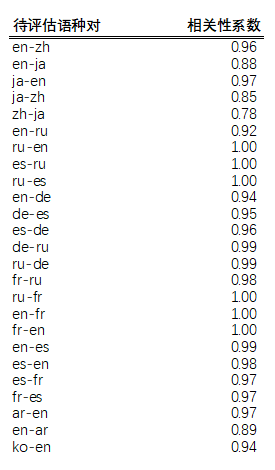 待评估语种对 相关性系数
en-zh 0.96
en-ja 0.88
ja-en 0.97
ja-zh 0.85
zh-ja 0.78
en-ru 0.92
ru-en 1.00
es-ru 1.00
ru-es 1.00
en-de 0.94
de-es 0.95
es-de 0.96
de-ru 0.99
ru-de 0.99
fr-ru 0.98
ru-fr 1.00
en-fr 1.00
fr-en 1.00
en-es 0.99
es-en 0.98
es-fr 0.97
fr-es 0.97
ar-en 0.97
en-ar 0.89
ko-en 0.94